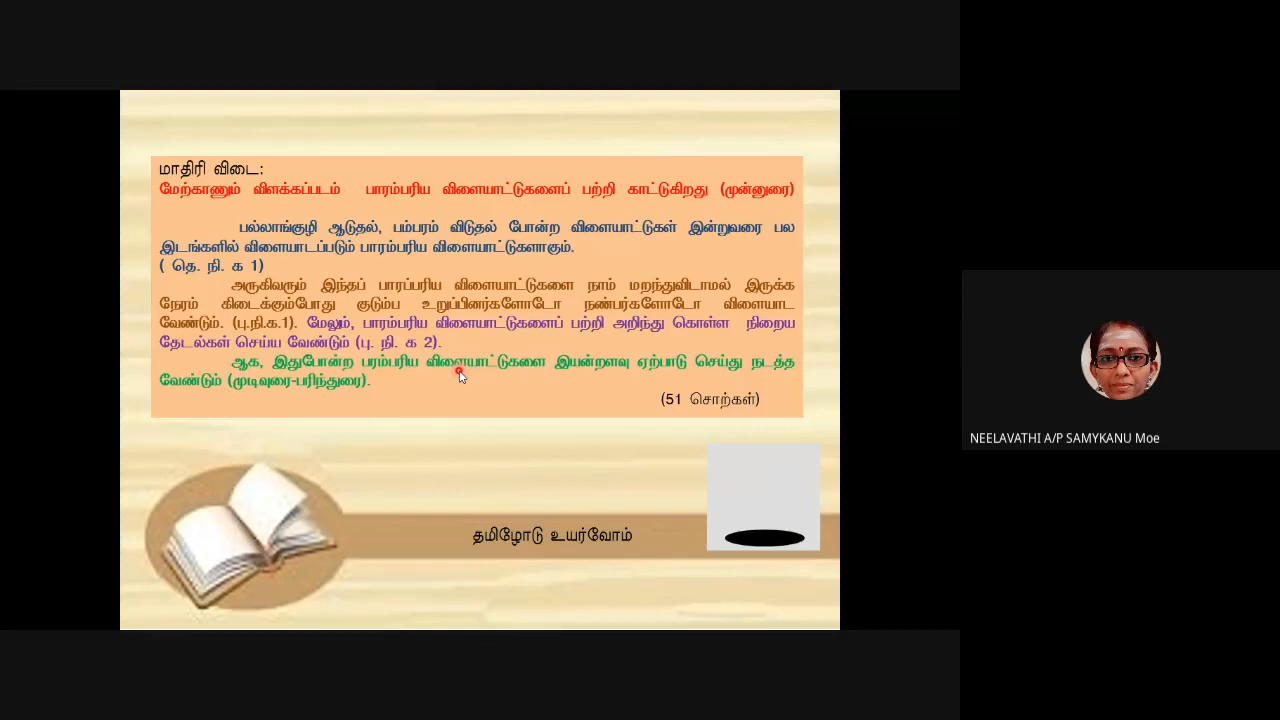 மாதிரி விடை:
மேற்காணும் விளக்கப்படம் பாரம்பரிய விளையாட்டுகளைப் பற்றி காட்டுகிறது (முன்னுரை)
பல்லாங்குழி ஆடுதல், பம்பரம் விடுதல் போன்ற விளையாட்டுகள் இன்றுவரை பல
இடங்களில் விளையாடப்படும் பாரம்பரிய விளையாட்டுகளாகும்.
( தெ. நி. க 1)
அருகிவரும் இந்தப் பாரப்பரிய விளையாட்டுகளை நாம் மறந்துவிடாமல் இருக்க
நேரம் கிடைக்கும்போது குடும்ப உறுப்பினர்களோடோ நண்பர்களோடோ விளையாட
வேண்டும். (பு.நி.க.1). மேலும், பாரம்பரிய விளையாட்டுகளைப் பற்றி அறிந்து கொள்ள நிறைய
தேடல்கள் செய்ய வேண்டும் (பு. நி. க 2).
ஆக, இதுபோன்ற பரம்பரிய விளையாட்டுகளை இயன்றளவு ஏற்பாடு செய்து நடத்த
வேண்டும் (முடிவுரை-பரிந்துரை).
(51 சொற்கள்)
தமிழோடு உயர்வோம்
NEELAVATHI A/P SAMYKANU Moe